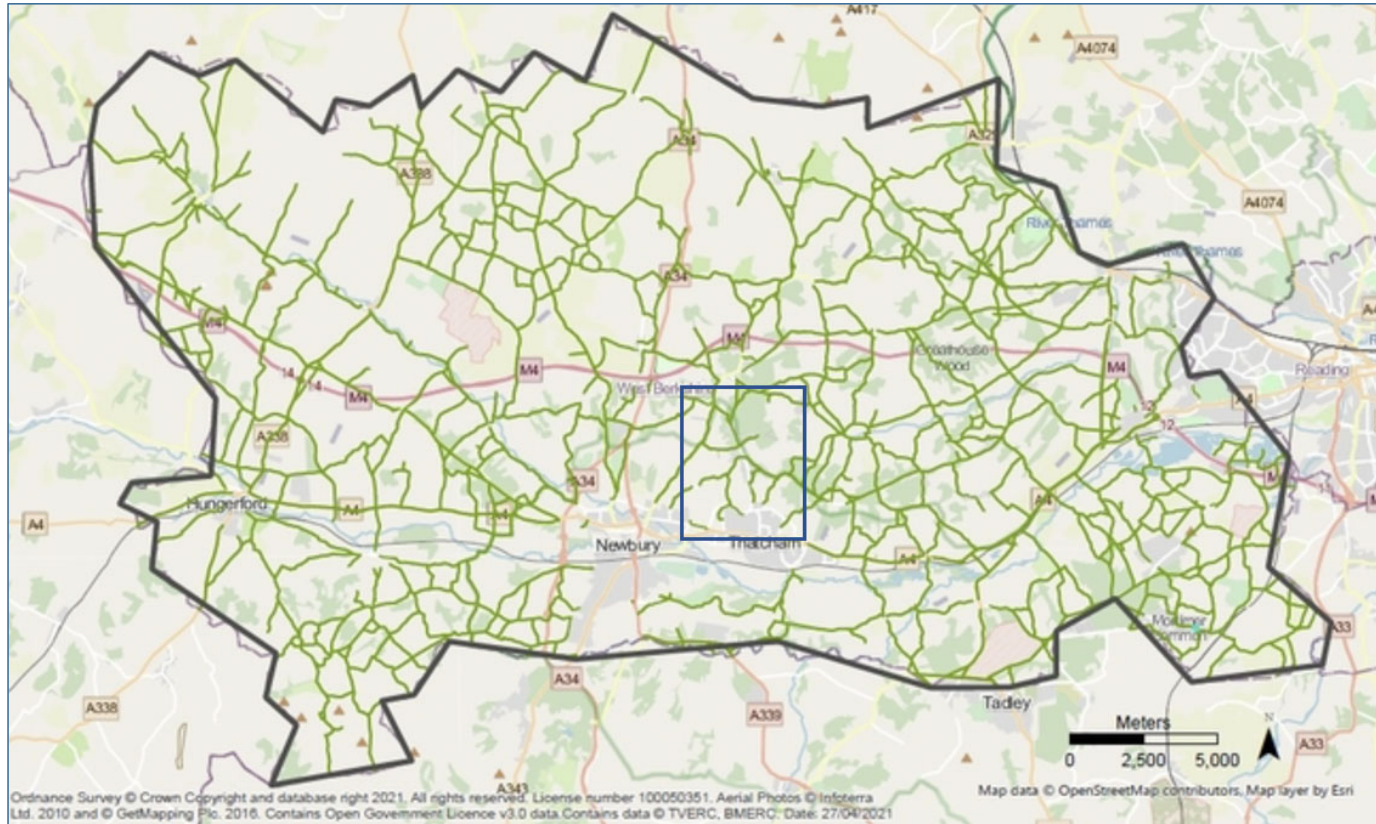 A417
A4074
A34
A329
A338
A4074
River Thames
River Thames
A34
M4
M4
M4
Greathouse
Wood
M4
Reading
West Berkshire
14
14
M4
A4
13
12
A338
A34
M
11
Hungerford
A4
A4
A4
A4
Newbury
Thatcham
A4
Mortimer
Common
A33
A34
A338
A339
Tadley
Meters
0 2,500 5,000
N
A33
A343
Map data © OpenStreetMap contributors, Map layer by Esri
Ordnance Survey © Crown Copyright and database right 2021. All rights reserved. License number 100050351. Aerial Photos © Infoterra
Ltd. 2010 and © GetMapping Plc. 2016. Contains Open Government Licence v3.0 data.Contains data © TVERC, BMERC. Date: 27/04/2021